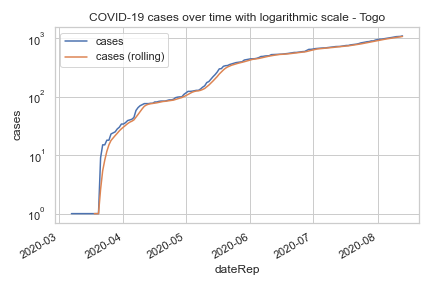 COVID-19 cases over time with logarithmic scale - Togo
cases
cases (rolling)
10³
10²
10¹
10⁰
cases
2020-03
2020-04
2020-05
2020-06
2020-07
2020-08
dateRep